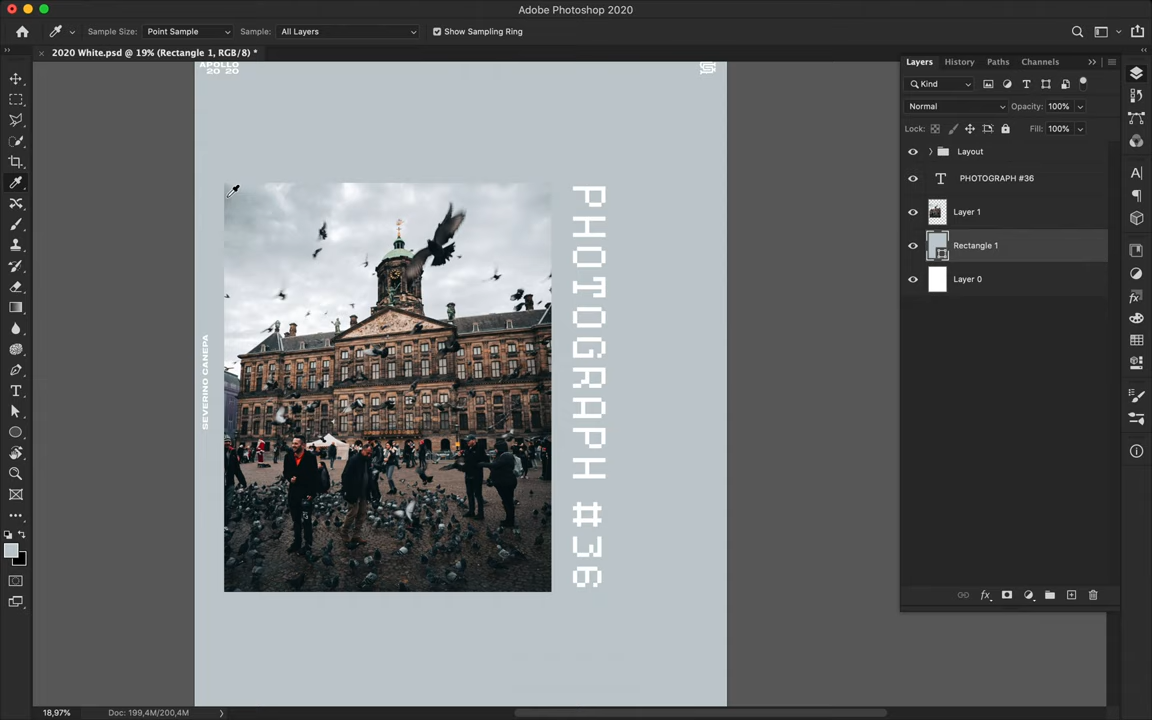 Adobe Photoshop 2020
Sample Size: Point Sample Sample: All Layers Show Sampling Ring
2020 White.psd @ 19% (Rectangle 1, RGB/8) *
Layers History Paths Channels
Kind
Normal Opacity: 100%
Lock: Fill: 100%
Layout
PHOTOGRAPH #36
Layer 1
Rectangle 1
Layer 0
APOLLO
20 20
SEVERINO CANEPA
PHOTOGRAPH #36
18,97% Doc: 199,4M/200,4M